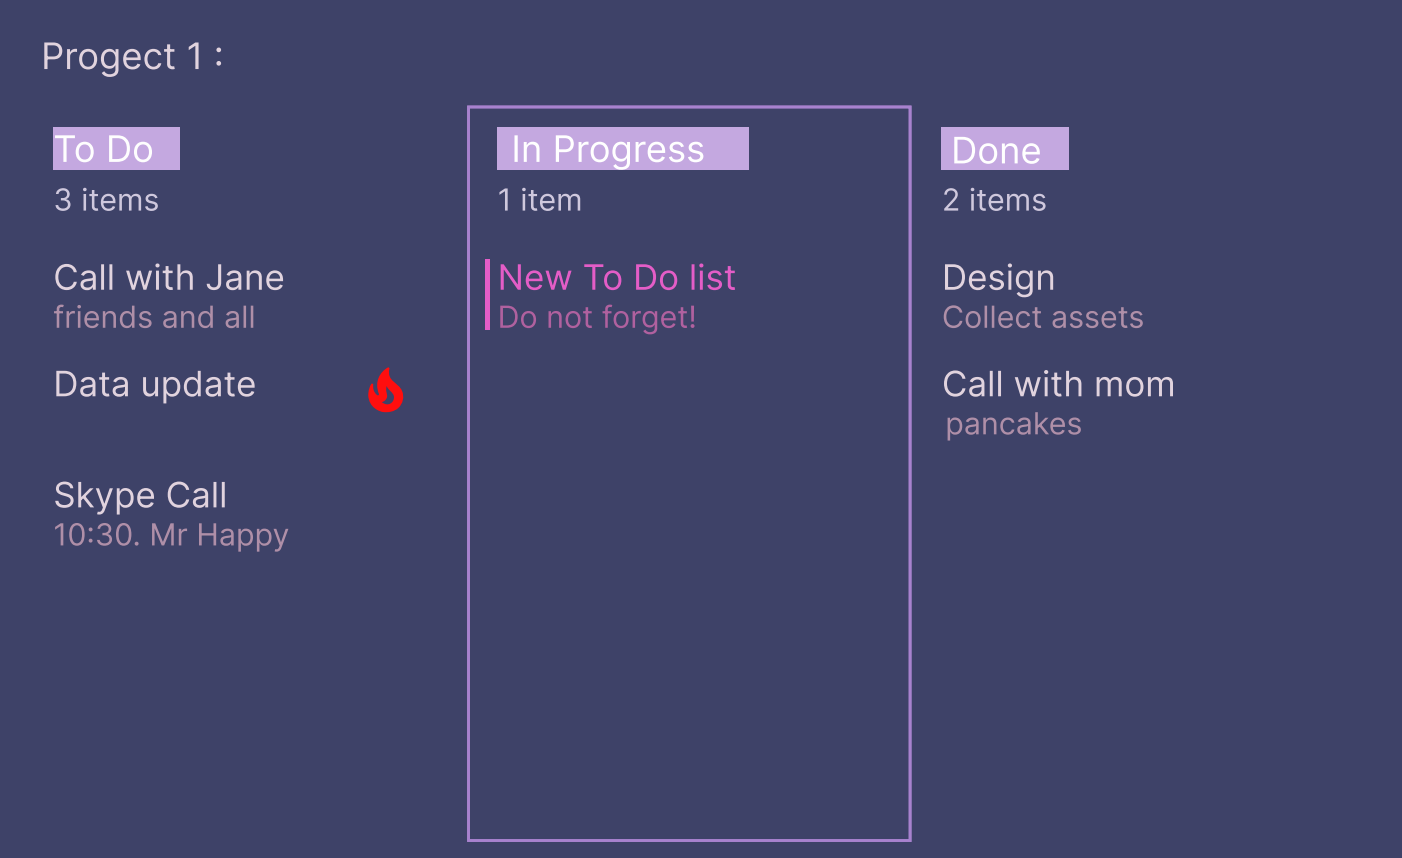 Progect 1 :
To Do
3 items
Call with Jane
friends and all
Data update
Skype Call
10:30. Mr Happy
In Progress
1 item
New To Do list
Do not forget!
Done
2 items
Design
Collect assets
Call with mom
pancakes